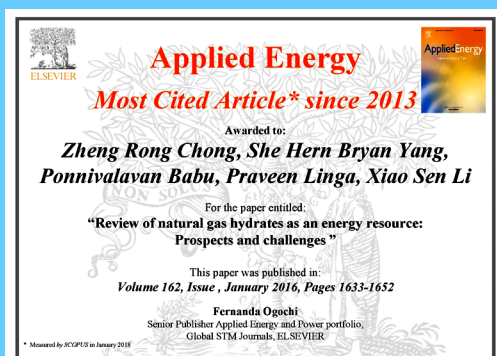 ELSEVIER
Applied Energy
AppliedEnergy
Most Cited Article* since 2013
Awarded to:
Zheng Rong Chong, She Hern Bryan Yang,
Ponnivalavan Babu, Praveen Linga, Xiao Sen Li
NON SOLUS
For the paper entitled:
“Review of natural gas hydrates as an energy resource:
Prospects and challenges ”
This paper was published in:
Volume 162, Issue , January 2016, Pages 1633-1652
Fernanda Ogochi
Senior Publisher Applied Energy and Power portfolio,
Global STM Journals, ELSEVIER
* Measured by SCOPUS in January 2018